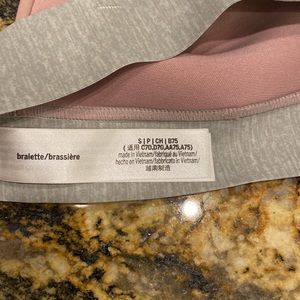 bralette/brassière
S | P | CH | B75
( 适用 C70,D70,AA75,A75)
made in Vietnam/fabriqué au Vietnam/
hecho en Vietnam/fabbricato in Vietnam/
越南制造